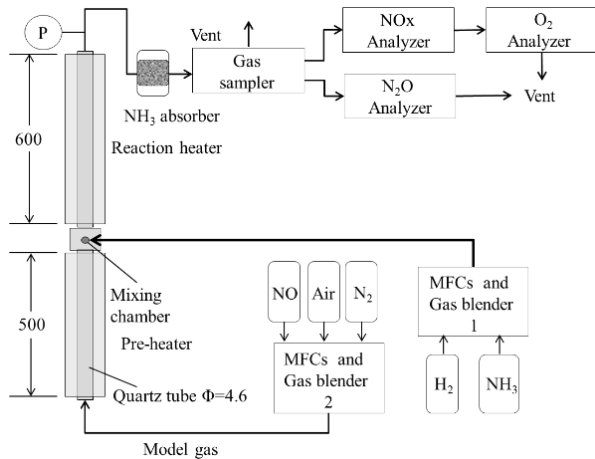 P
Vent
Gas
sampler
NOx
Analyzer
O₂
Analyzer
N₂O
Analyzer
Vent
NH₃ absorber
Reaction heater
600
500
Mixing
chamber
Pre-heater
Quartz tube Φ=4.6
NO
Air
N₂
MFCs and
Gas blender
2
MFCs and
Gas blender
1
H₂
NH₃
Model gas